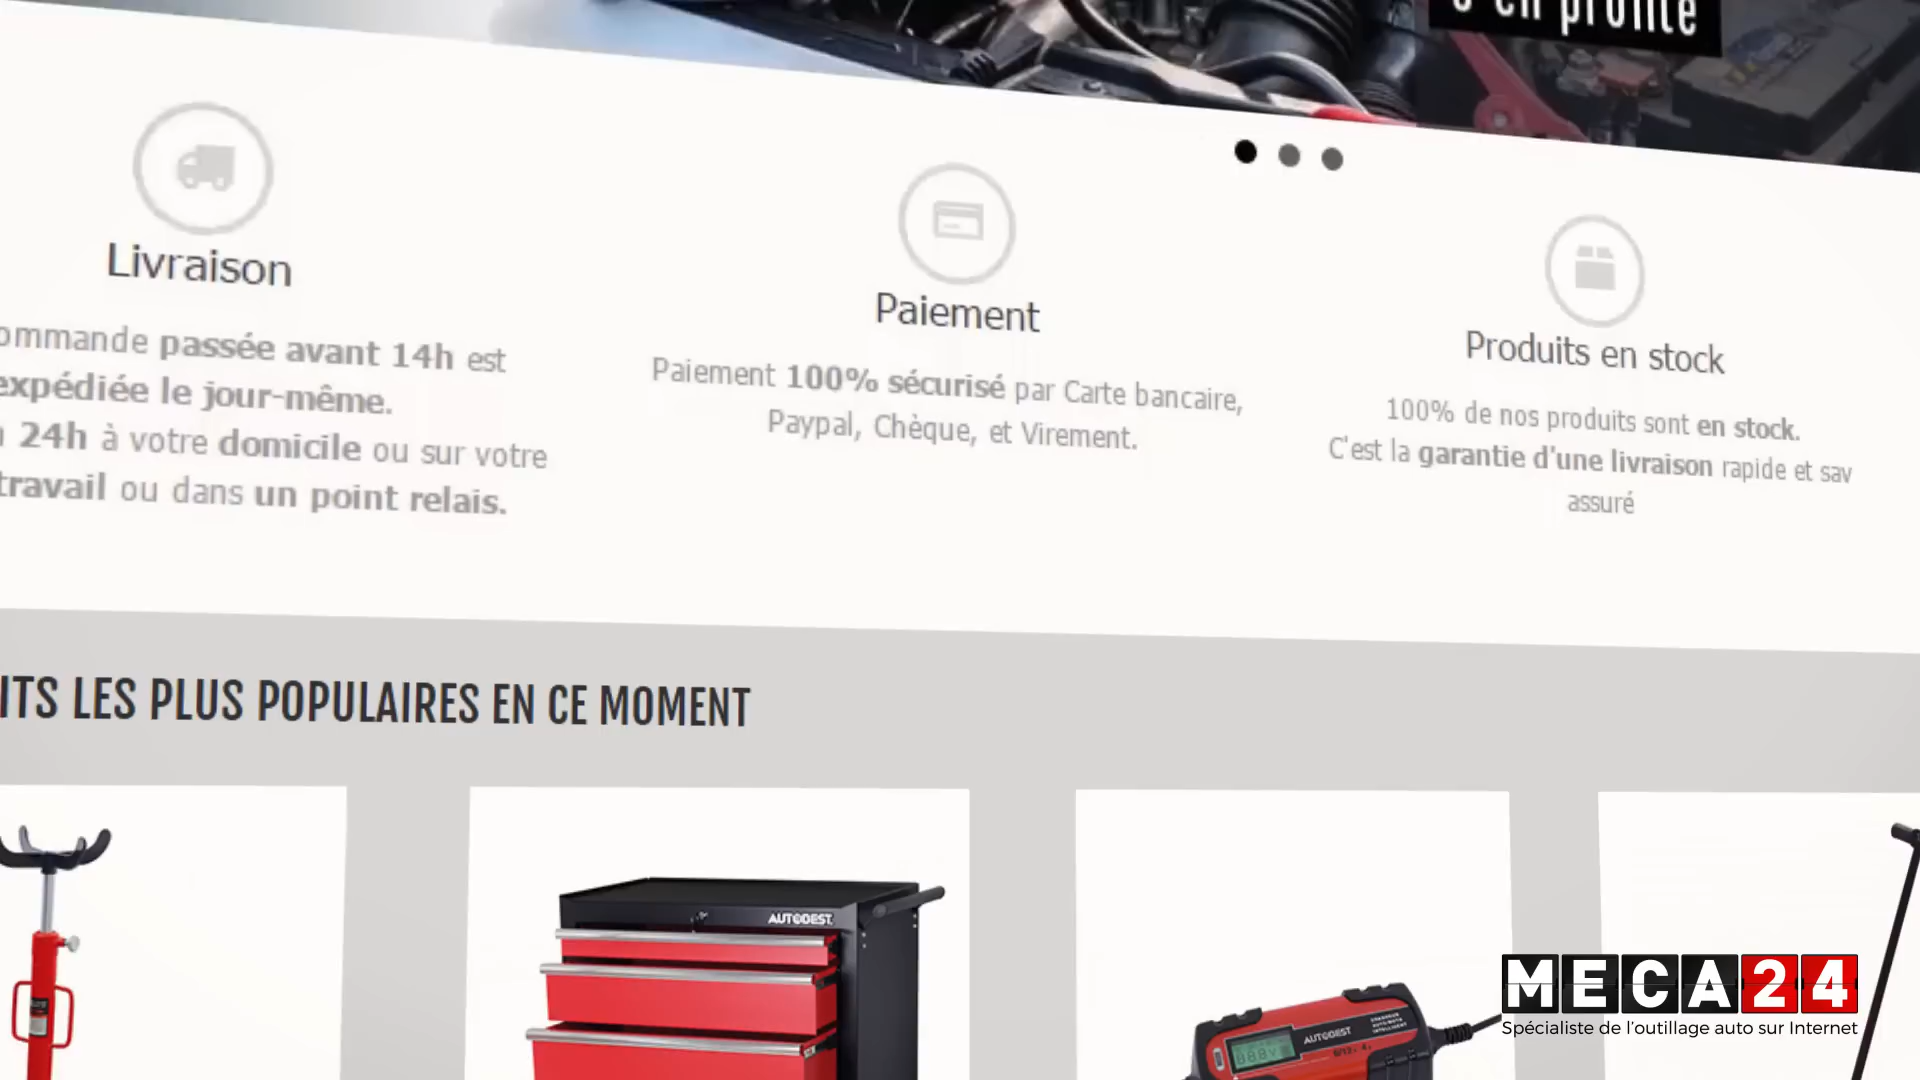 s'en profite
Livraison
ommande passée avant 14h est
expédiée le jour-même.
24h à votre domicile ou sur votre
travail ou dans un point relais.
Paiement
Paiement 100% sécurisé par Carte bancaire,
Paypal, Chèque, et Virement.
Produits en stock
100% de nos produits sont en stock.
C'est la garantie d'une livraison rapide et sav
assuré
ITS LES PLUS POPULAIRES EN CE MOMENT
AUTOBEST
AUTOBEST
MECA24
Spécialiste de l'outillage auto sur Internet